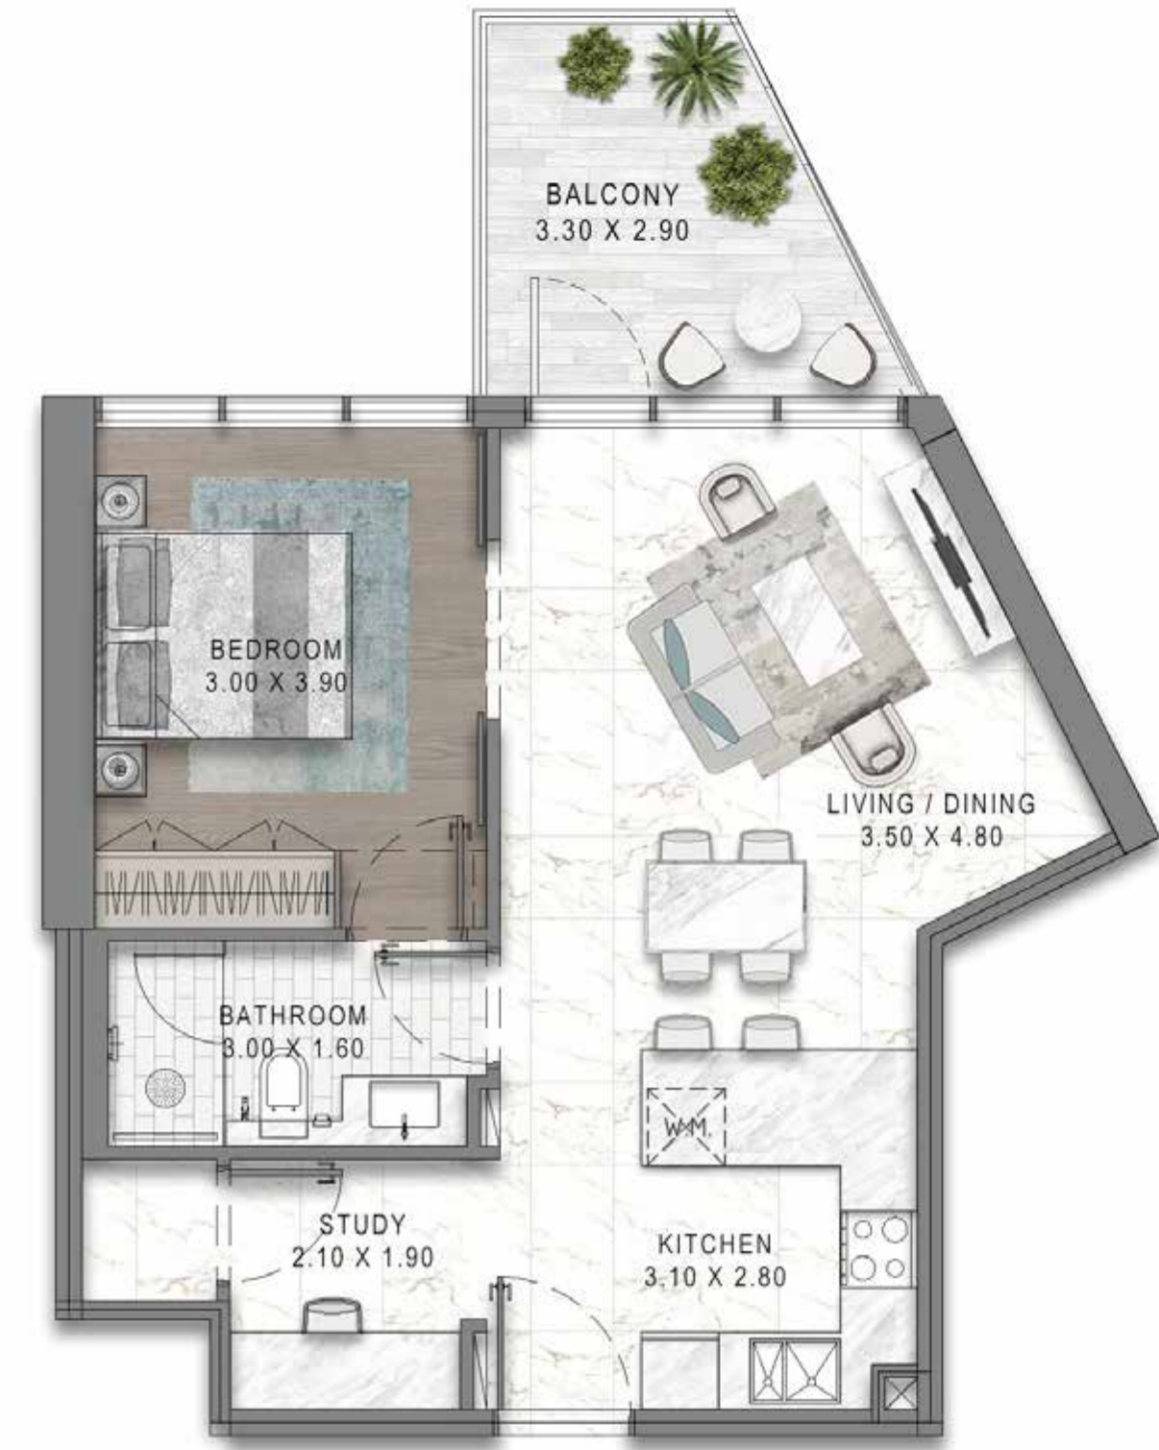 BALCONY
3.30 X 2.90
BEDROOM
3.00 X 3.90
LIVING / DINING
3.50 X 4.80
BATHROOM
3.00 X 1.60
W.M.
STUDY
2.10 X 1.90
KITCHEN
3.10 X 2.80